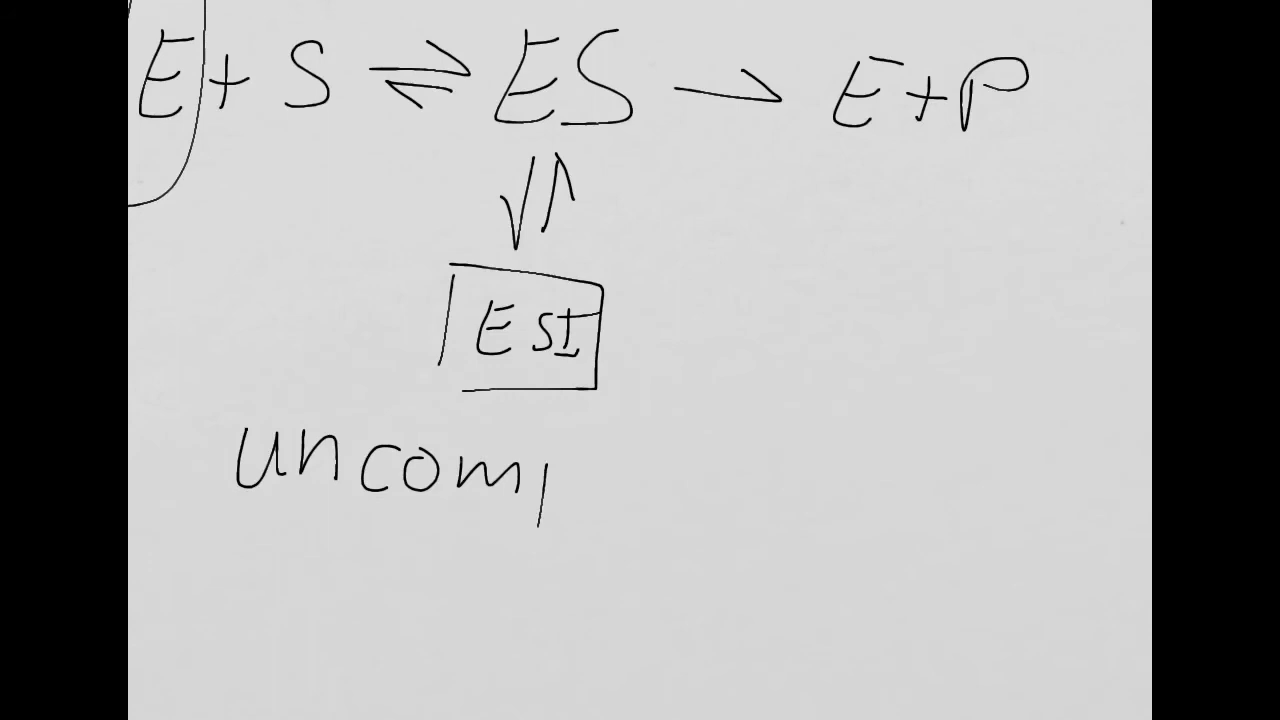 E + S ⇌ ES → E + P
ESI
uncom